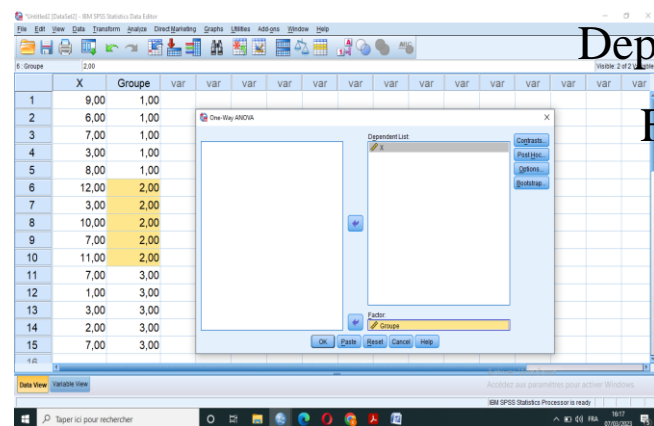 *Untitled2 [DataSet2] - IBM SPSS Statistics Data Editor
File Edit View Data Transform Analyze Direct Marketing Graphs Utilities Add-ons Window Help
Dep
6 : Groupe 2,00 Visible: 2 of 2 Variable
X Groupe var var var var var var var var var var var var
1 9,00 1,00
2 6,00 1,00
3 7,00 1,00
4 3,00 1,00
5 8,00 1,00
6 12,00 2,00
7 3,00 2,00
8 10,00 2,00
9 7,00 2,00
10 11,00 2,00
11 7,00 3,00
12 1,00 3,00
13 3,00 3,00
14 2,00 3,00
15 7,00 3,00
16
One-Way ANOVA X
Dependent List:
X
Contrasts...
Post Hoc...
Options...
Bootstrap...
Factor:
Groupe
OK Paste Reset Cancel Help
Data View Variable View
Accédez aux paramètres pour activer Windows.
IBM SPSS Statistics Processor is ready
Taper ici pour rechercher
FRA 16:17
07/03/2021